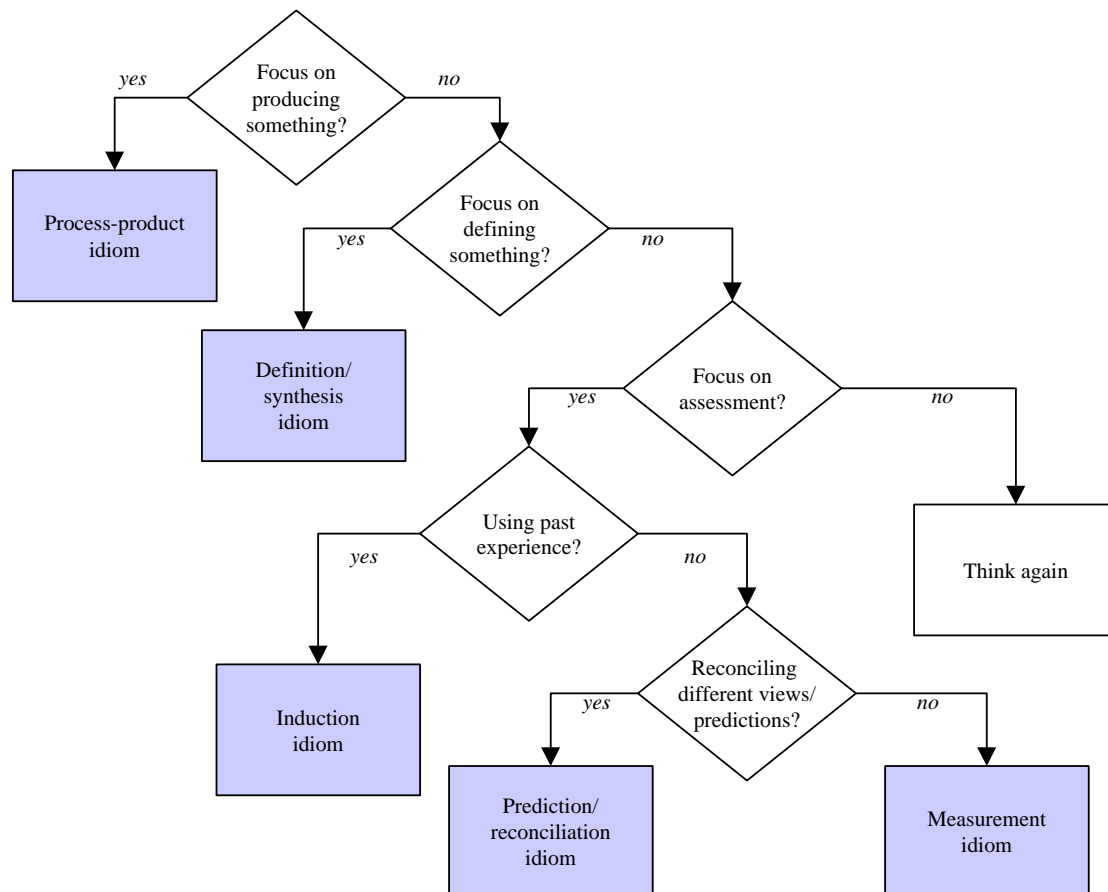 Focus on
producing
something?
yes
no
Process-product
idiom
Focus on
defining
something?
yes
no
Definition/
synthesis
idiom
Focus on
assessment?
yes
no
Using past
experience?
yes
no
Think again
Induction
idiom
Reconciling
different views/
predictions?
yes
no
Prediction/
reconciliation
idiom
Measurement
idiom